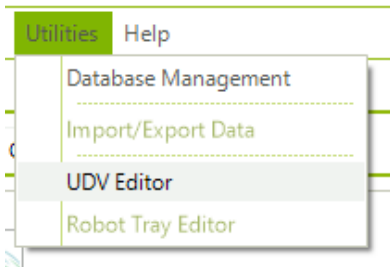 Utilities Help
Database Management
Import/Export Data
UDV Editor
Robot Tray Editor